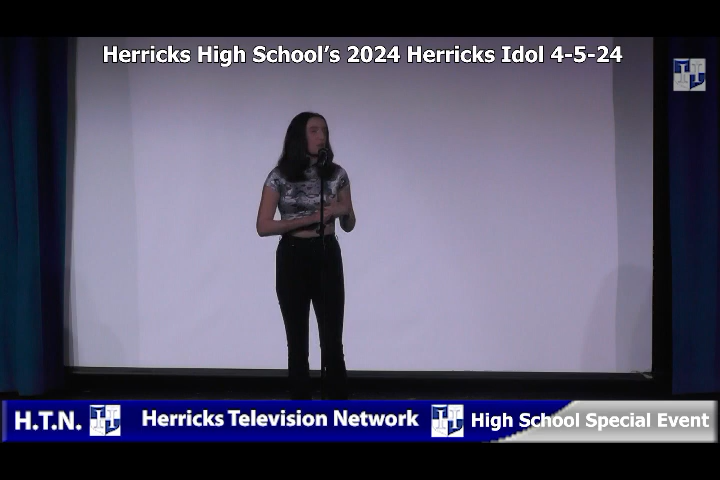 Herricks High School's 2024 Herricks Idol 4-5-24
H.T.N. Herricks Television Network High School Special Event